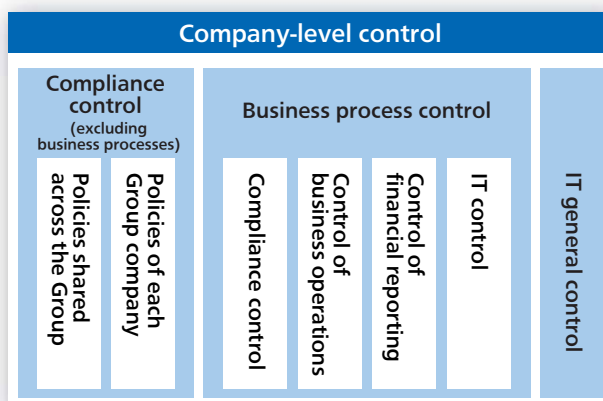 Company-level control
Compliance
control
(excluding
business processes)
Policies shared
across the Group
Policies of each
Group company
Business process control
Compliance control
Control of
business operations
Control of
financial reporting
IT control
IT general control